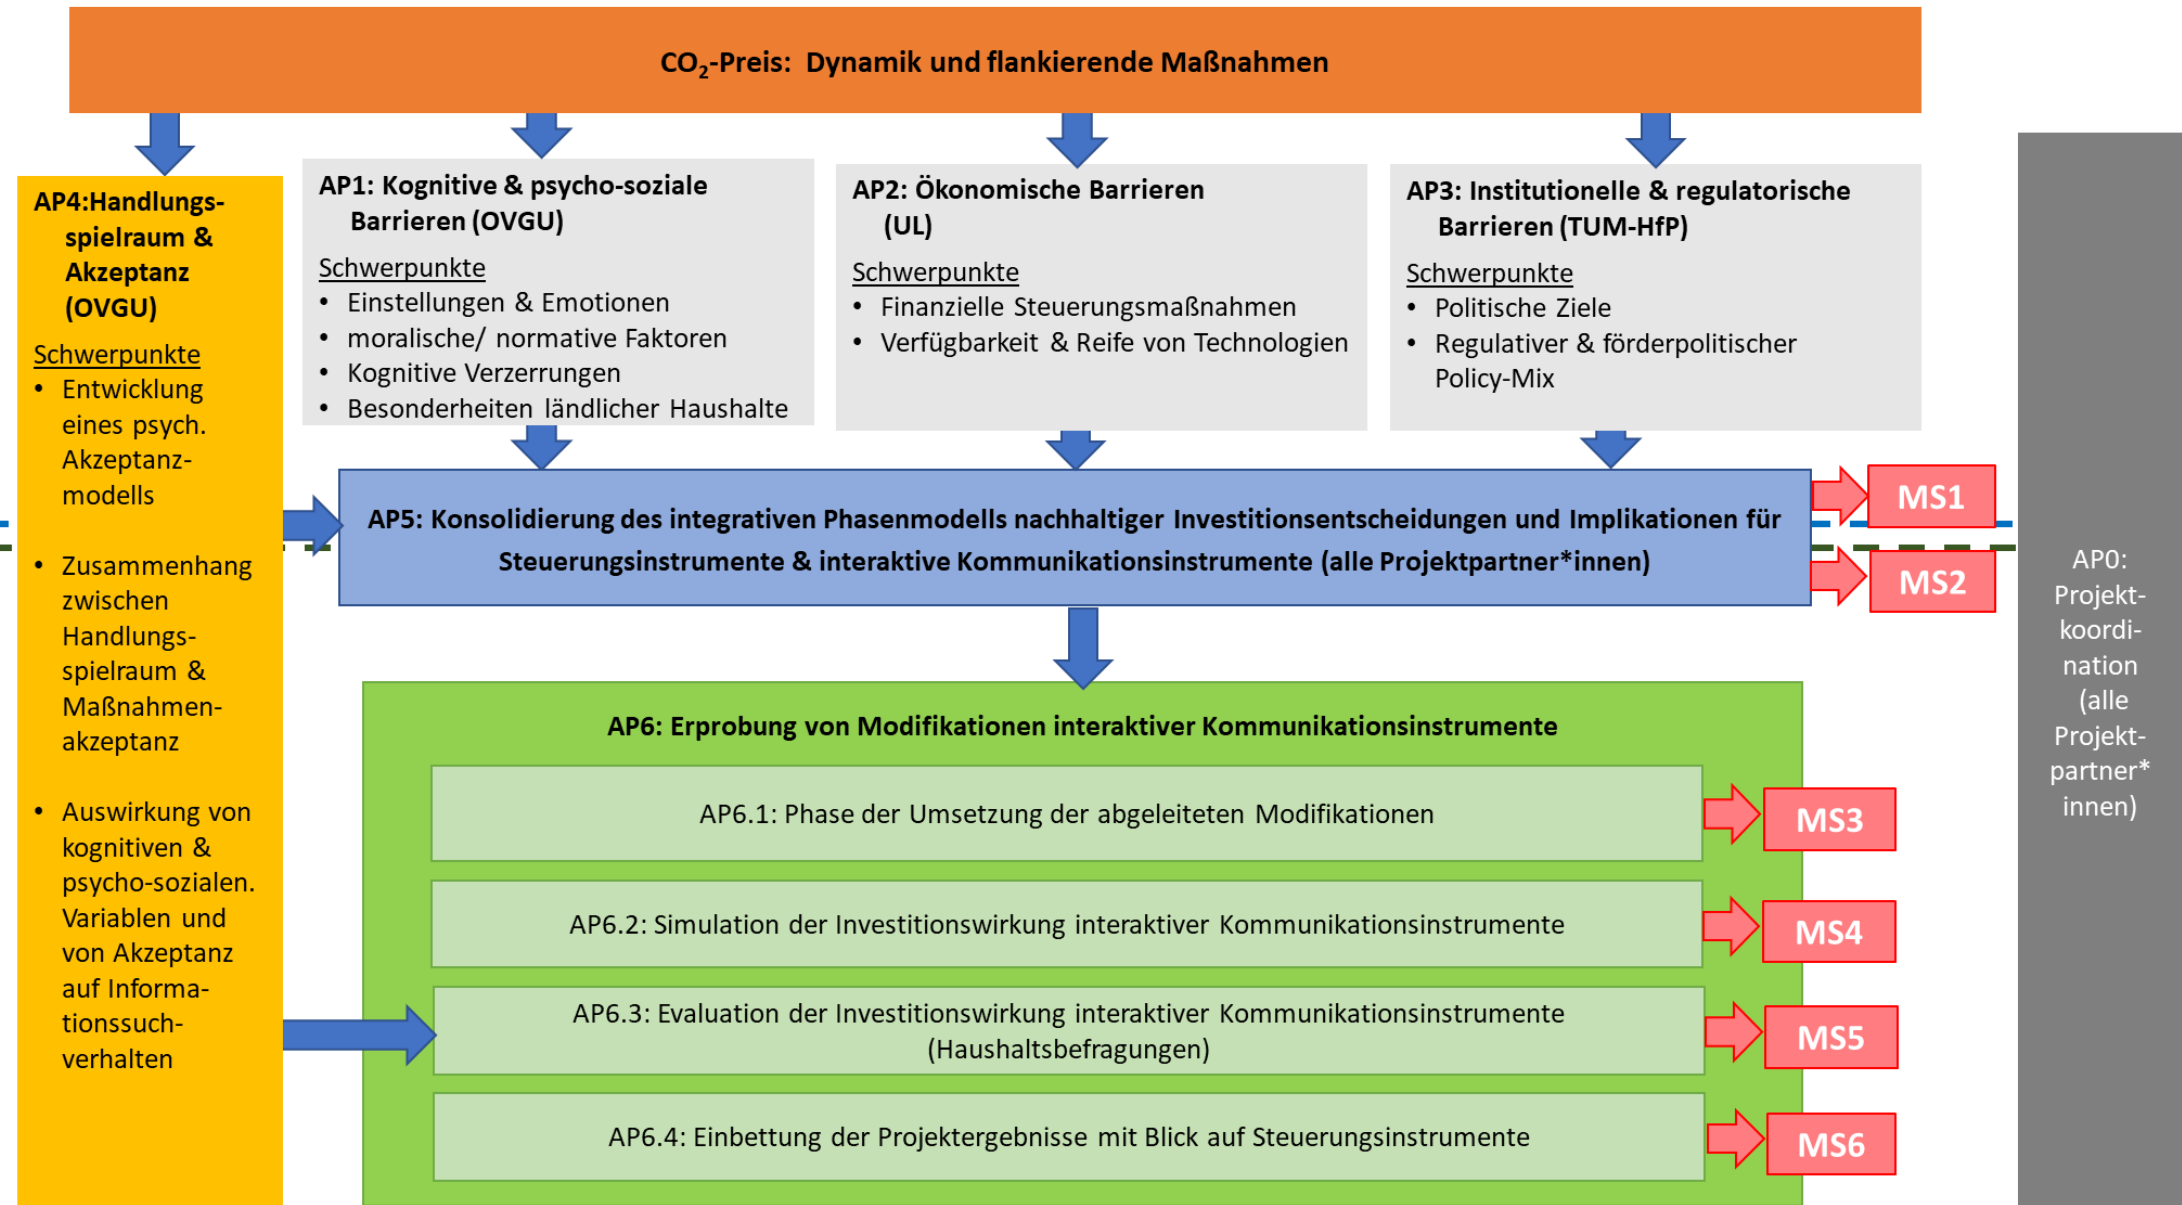 CO₂-Preis: Dynamik und flankierende Maßnahmen
AP4:Handlungs-
spielraum &
Akzeptanz
(OVGU)
Schwerpunkte
• Entwicklung
eines psych.
Akzeptanz-
modells
• Zusammenhang
zwischen
Handlungs-
spielraum &
Maßnahmen-
akzeptanz
• Auswirkung von
kognitiven &
psycho-sozialen.
Variablen und
von Akzeptanz
auf Informa-
tionssuch-
verhalten
AP1: Kognitive & psycho-soziale
Barrieren (OVGU)
Schwerpunkte
• Einstellungen & Emotionen
• moralische/ normative Faktoren
• Kognitive Verzerrungen
• Besonderheiten ländlicher Haushalte
AP2: Ökonomische Barrieren
(UL)
Schwerpunkte
• Finanzielle Steuerungsmaßnahmen
• Verfügbarkeit & Reife von Technologien
AP3: Institutionelle & regulatorische
Barrieren (TUM-HfP)
Schwerpunkte
• Politische Ziele
• Regulativer & förderpolitischer
Policy-Mix
AP5: Konsolidierung des integrativen Phasenmodells nachhaltiger Investitionsentscheidungen und Implikationen für
Steuerungsinstrumente & interaktive Kommunikationsinstrumente (alle Projektpartner*innen)
MS1
MS2
AP6: Erprobung von Modifikationen interaktiver Kommunikationsinstrumente
AP6.1: Phase der Umsetzung der abgeleiteten Modifikationen
MS3
AP6.2: Simulation der Investitionswirkung interaktiver Kommunikationsinstrumente
MS4
AP6.3: Evaluation der Investitionswirkung interaktiver Kommunikationsinstrumente
(Haushaltsbefragungen)
MS5
AP6.4: Einbettung der Projektergebnisse mit Blick auf Steuerungsinstrumente
MS6
AP0:
Projekt-
koordi-
nation
(alle
Projekt-
partner*
innen)